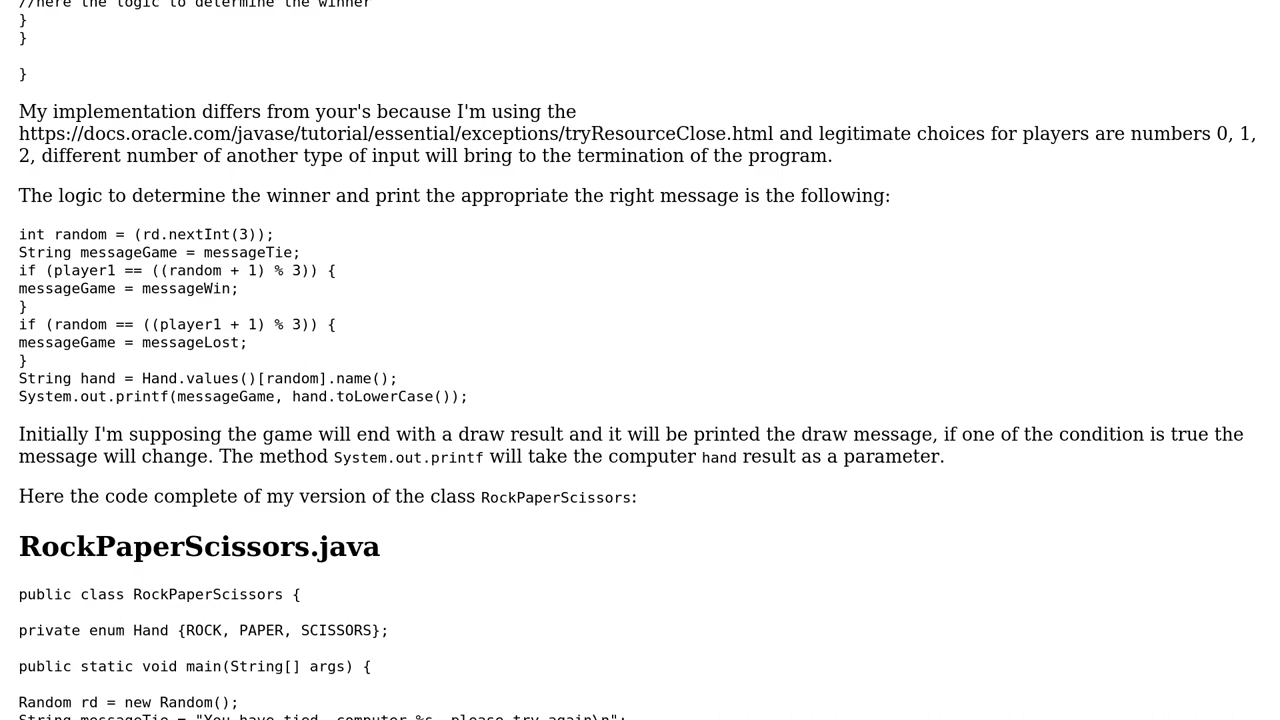 //here the logic to determine the winner
}
}
}
My implementation differs from your's because I'm using the
https://docs.oracle.com/javase/tutorial/essential/exceptions/tryResourceClose.html and legitimate choices for players are numbers 0, 1,
2, different number of another type of input will bring to the termination of the program.
The logic to determine the winner and print the appropriate the right message is the following:
int random = (rd.nextInt(3));
String messageGame = messageTie;
if (player1 == ((random + 1) % 3)) {
messageGame = messageWin;
}
if (random == ((player1 + 1) % 3)) {
messageGame = messageLost;
}
String hand = Hand.values()[random].name();
System.out.printf(messageGame, hand.toLowerCase());
Initially I'm supposing the game will end with a draw result and it will be printed the draw message, if one of the condition is true the
message will change. The method System.out.printf will take the computer hand result as a parameter.
Here the code complete of my version of the class RockPaperScissors:
RockPaperScissors.java
public class RockPaperScissors {
private enum Hand {ROCK, PAPER, SCISSORS};
public static void main(String[] args) {
Random rd = new Random();
String messageTie = "You have tied, computer %s, please try again\n";